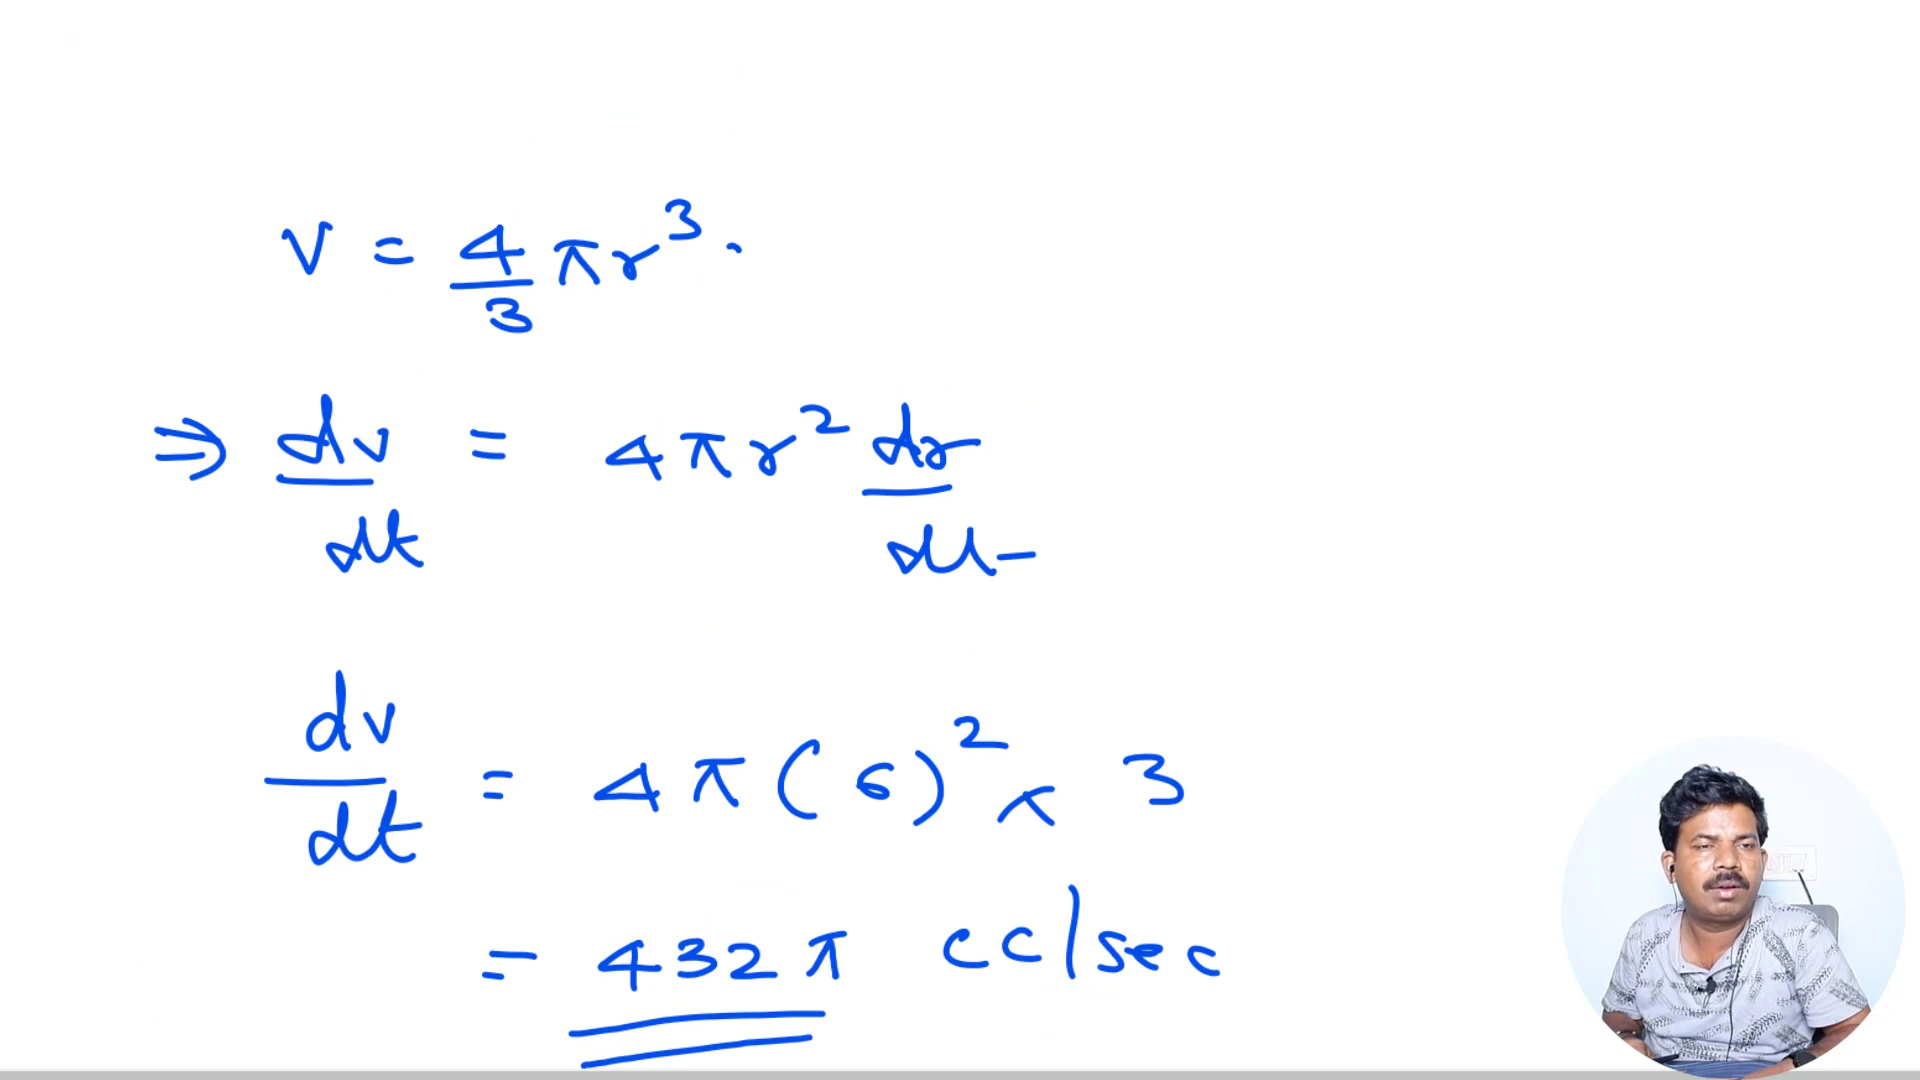 V = 4/3 πr³.
⇒ dv/dt = 4πr² dr/dt
dv/dt = 4π(6)² × 3
= 432π cc/sec